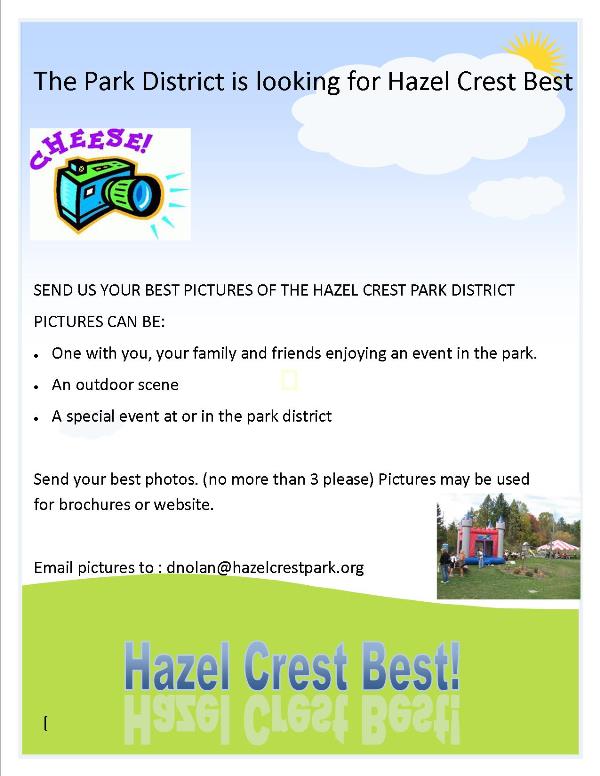 The Park District is looking for Hazel Crest Best
CHEESE!
SEND US YOUR BEST PICTURES OF THE HAZEL CREST PARK DISTRICT
PICTURES CAN BE:
• One with you, your family and friends enjoying an event in the park.
• An outdoor scene
• A special event at or in the park district
Send your best photos. (no more than 3 please) Pictures may be used
for brochures or website.
Email pictures to : dnolan@hazelcrestpark.org
Hazel Crest Best!
[